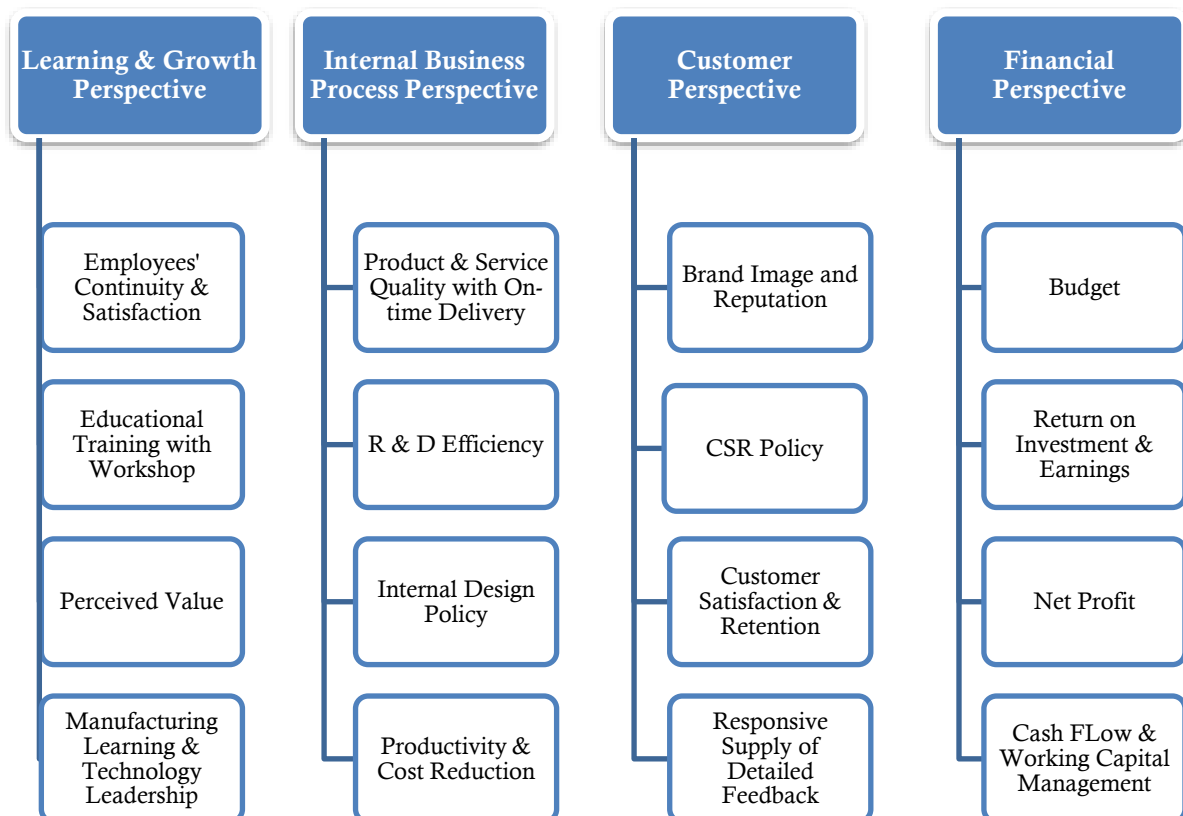 Learning & Growth
Perspective
Employees'
Continuity &
Satisfaction
Educational
Training with
Workshop
Perceived Value
Manufacturing
Learning &
Technology
Leadership
Internal Business
Process Perspective
Product & Service
Quality with On-
time Delivery
R & D Efficiency
Internal Design
Policy
Productivity &
Cost Reduction
Customer
Perspective
Brand Image and
Reputation
CSR Policy
Customer
Satisfaction &
Retention
Responsive
Supply of
Detailed
Feedback
Financial
Perspective
Budget
Return on
Investment &
Earnings
Net Profit
Cash FLow &
Working Capital
Management